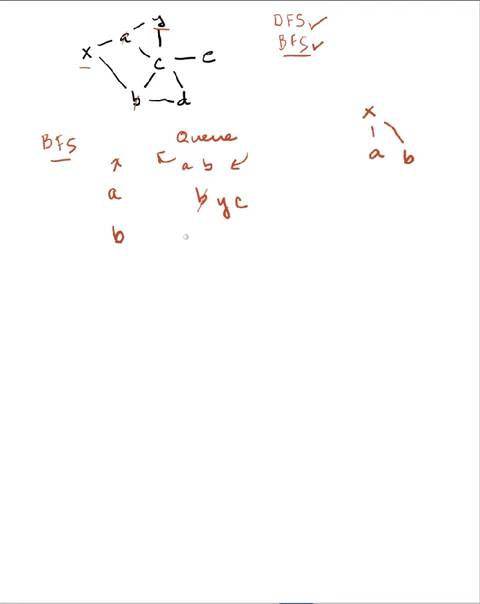 DFS ✓
BFS ✓
x a y
c e
b d
BFS
Queue
x a b
a b y c
b
x
a b